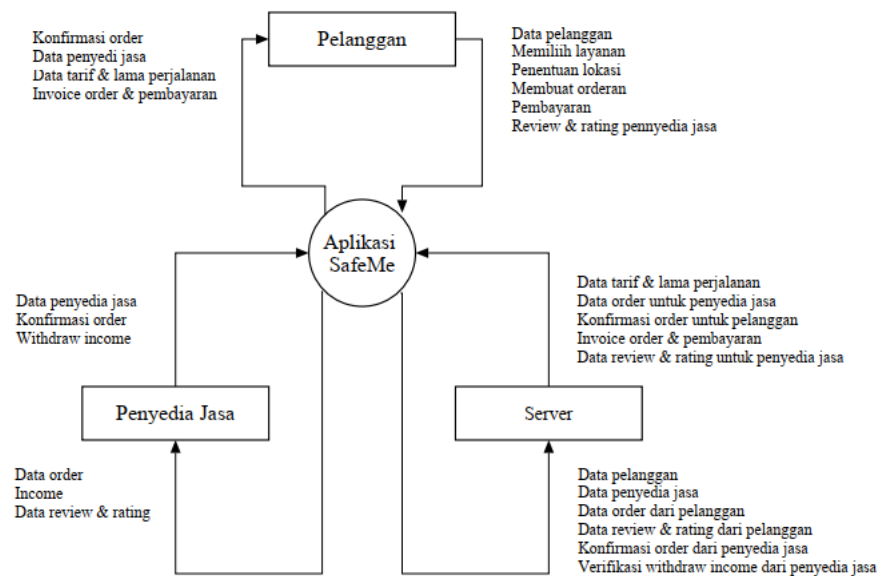 Konfirmasi order
Data penyedi jasa
Data tarif & lama perjalanan
Invoice order & pembayaran
Pelanggan
Data pelanggan
Memiliih layanan
Penentuan lokasi
Membuat orderan
Pembayaran
Review & rating pennyedia jasa
Aplikasi
SafeMe
Data penyedia jasa
Konfirmasi order
Withdraw income
Data tarif & lama perjalanan
Data order untuk penyedia jasa
Konfirmasi order untuk pelanggan
Invoice order & pembayaran
Data review & rating untuk penyedia jasa
Penyedia Jasa
Server
Data order
Income
Data review & rating
Data pelanggan
Data penyedia jasa
Data order dari pelanggan
Data review & rating dari pelanggan
Konfirmasi order dari penyedia jasa
Verifikasi withdraw income dari penyedia jasa